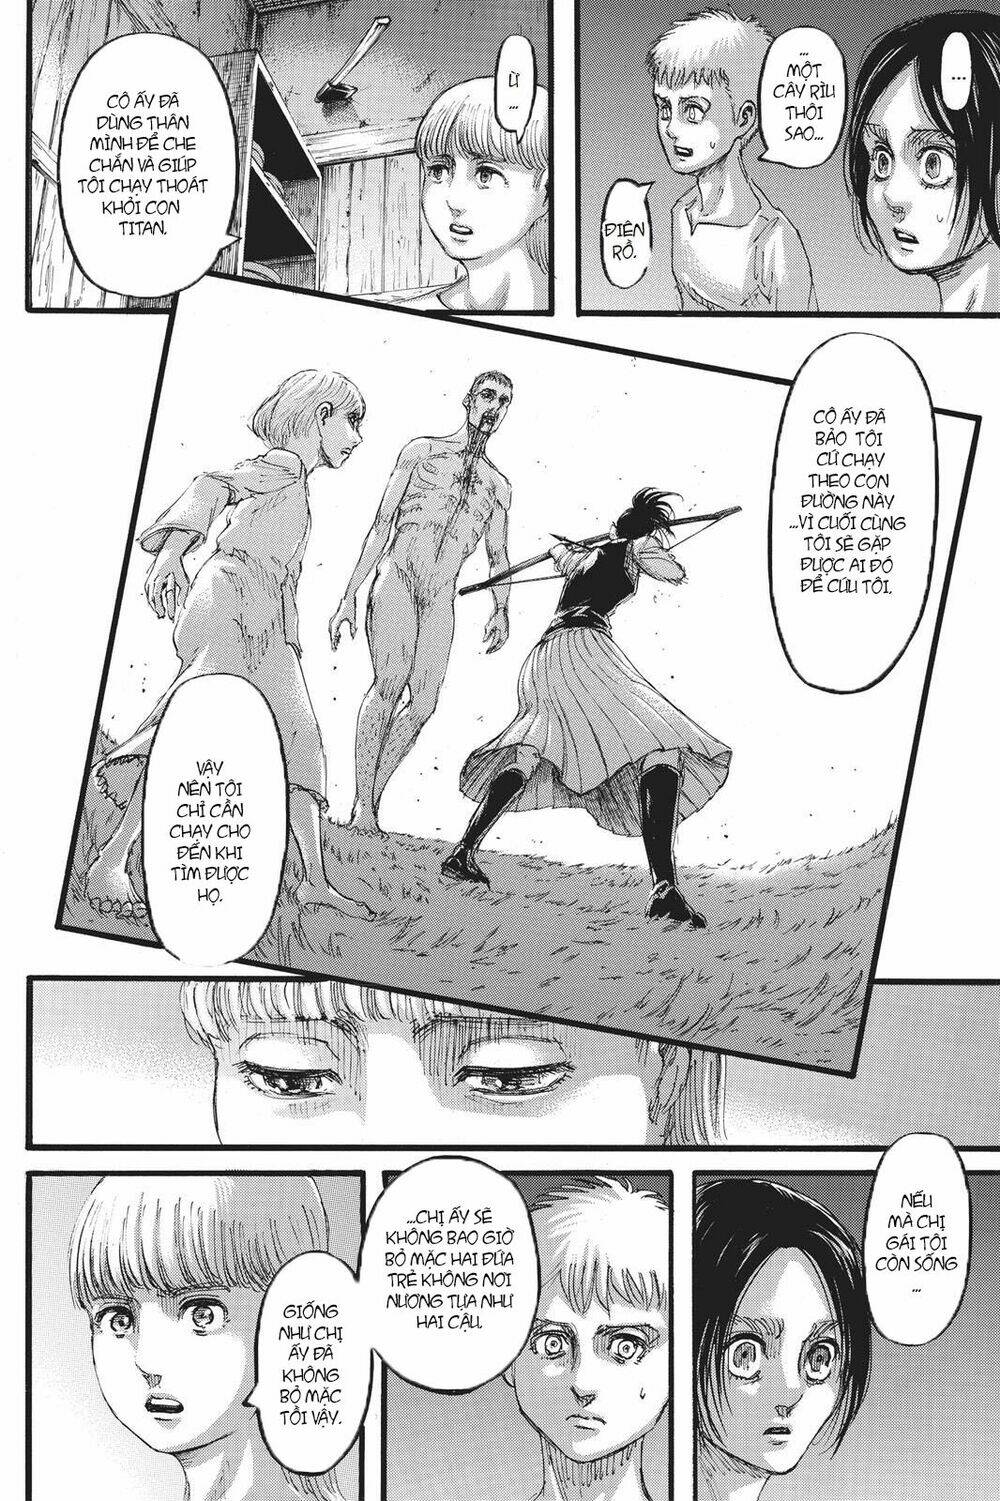 ...
...
MỘT
CÂY RÌU
THÔI
SAO...
ĐIÊN
RỒ.
Ừ
...
CÔ ẤY ĐÃ
DÙNG THÂN
MÌNH ĐỂ CHE
CHẮN VÀ GIÚP
TÔI CHẠY THOÁT
KHỎI CON
TITAN.
CÔ ẤY ĐÃ
BẢO TÔI
CỨ CHẠY
THEO CON
ĐƯỜNG NÀY
...VÌ CUỐI CÙNG
TÔI SẼ GẶP
ĐƯỢC AI ĐÓ
ĐỂ CỨU TÔI.
VẬY
NÊN TÔI
CHỈ CẦN
CHẠY CHO
ĐẾN KHI
TÌM ĐƯỢC
HỌ.
NẾU
MÀ CHỊ
GÁI TÔI
CÒN SỐNG
...
...CHỊ ẤY SẼ
KHÔNG BAO GIỜ
BỎ MẶC HAI ĐỨA
TRẺ KHÔNG NƠI
NƯƠNG TỰA NHƯ
HAI CẬU.
GIỐNG
NHƯ CHỊ
ẤY ĐÃ
KHÔNG
BỎ MẶC
TÔI VẬY.